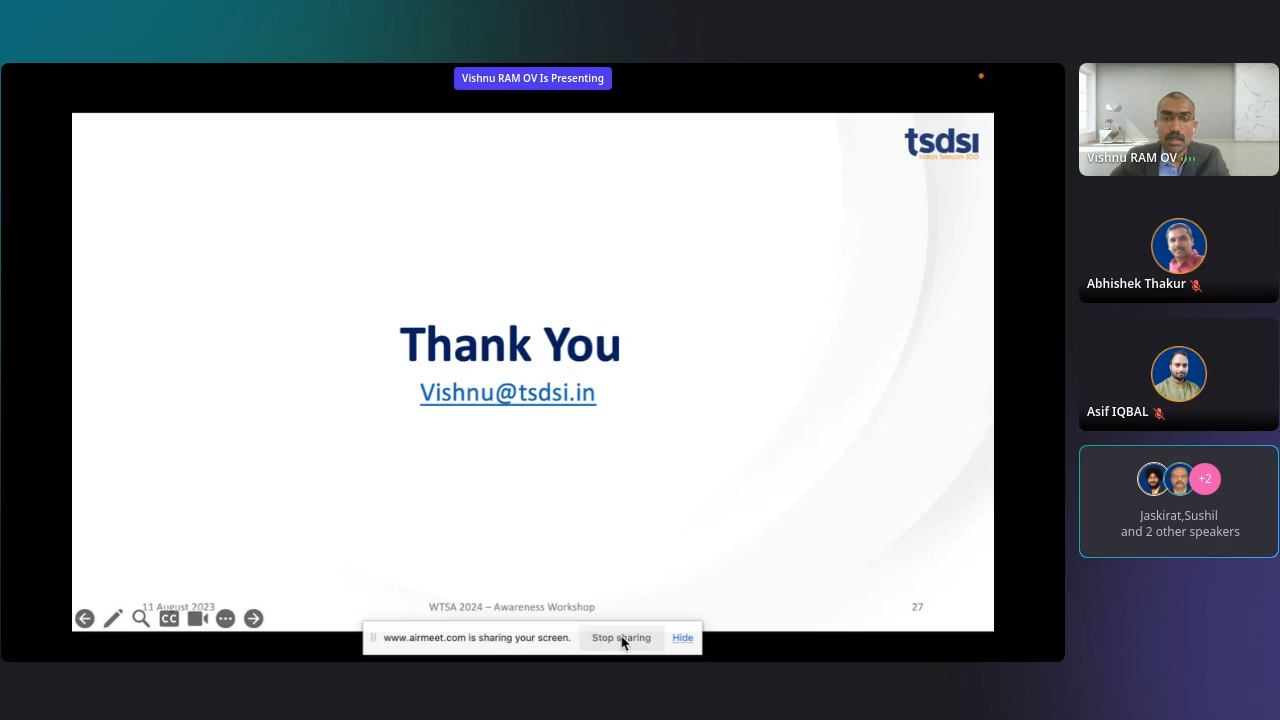 Vishnu RAM OV Is Presenting
tsdsi
India's Telecom SDO
Thank You
Vishnu@tsdsi.in
11 August 2023
WTSA 2024 – Awareness Workshop
27
CC
www.airmeet.com is sharing your screen.
Stop sharing
Hide
Vishnu RAM OV
Abhishek Thakur
Asif IQBAL
+2
Jaskirat,Sushil
and 2 other speakers